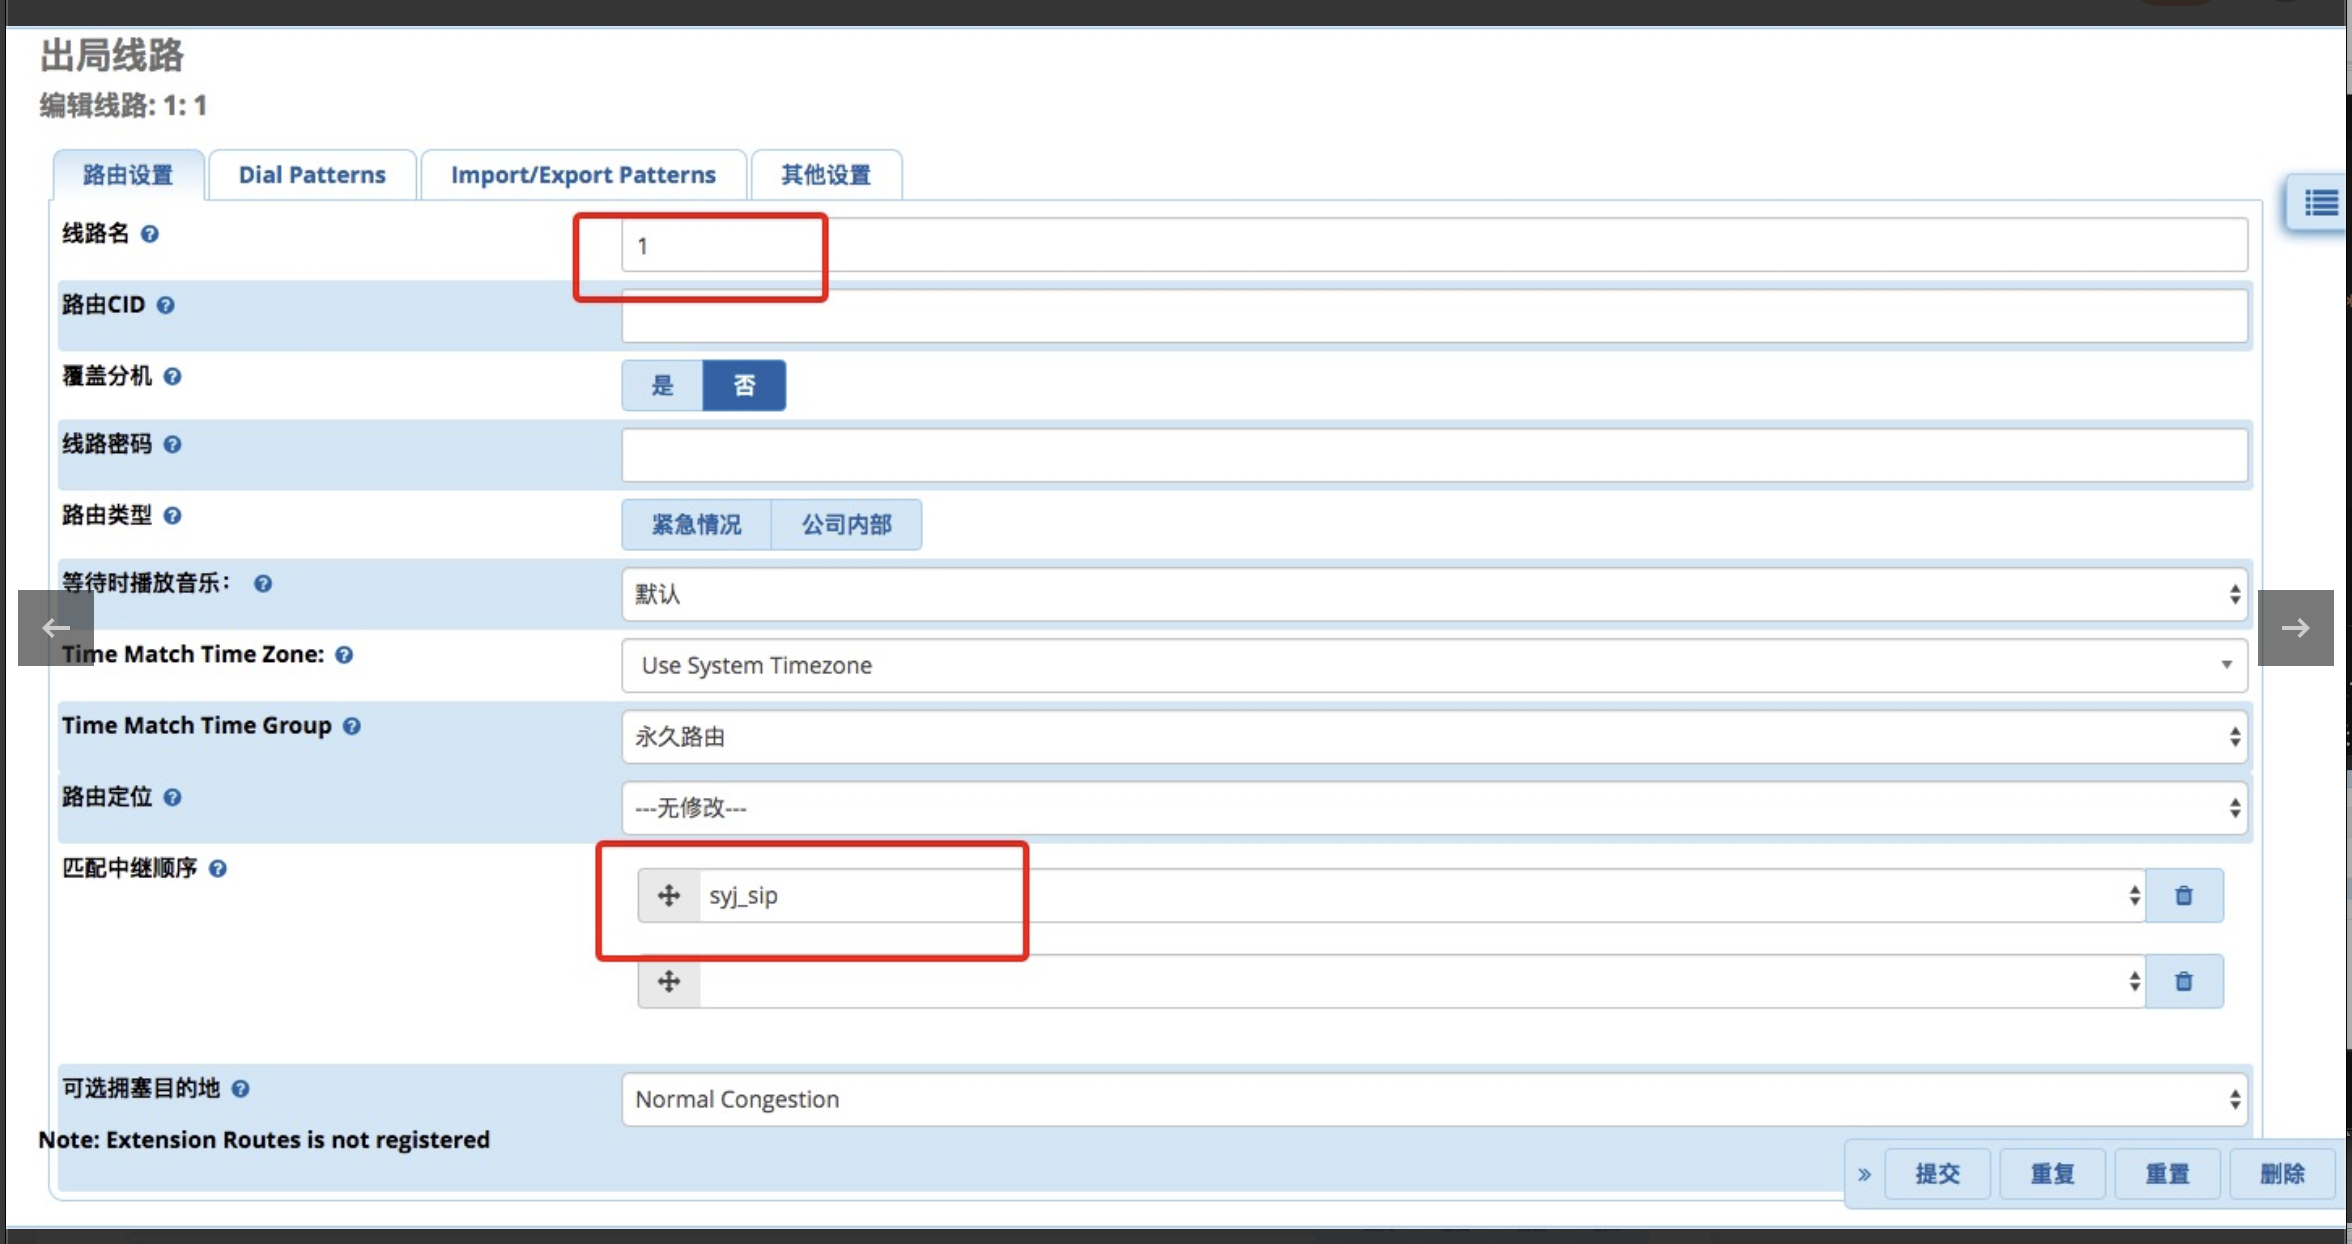 出局线路
编辑线路: 1: 1
路由设置 Dial Patterns Import/Export Patterns 其他设置
线路名 1
路由CID
覆盖分机 是 否
线路密码
路由类型 紧急情况 公司内部
等待时播放音乐： 默认
Time Match Time Zone: Use System Timezone
Time Match Time Group 永久路由
路由定位 ---无修改---
匹配中继顺序 syj_sip
可选拥塞目的地 Normal Congestion
Note: Extension Routes is not registered
» 提交 重复 重置 删除